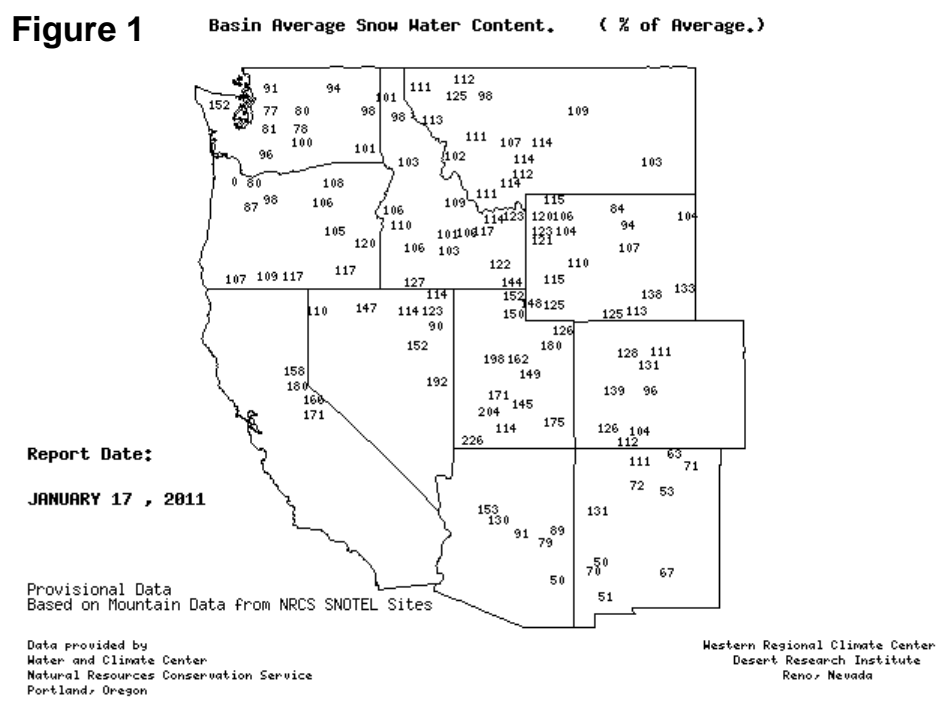 Figure 1
Basin Average Snow Water Content. ( % of Average.)
112
91 94 111
125 98
101
152
77 80 98 98 109
113
81 78
111
100 107 114
101
96 102 114
103 103
112
0 80 108 114
111
98 106 109 115
87 106 84
114 123 120 106 104
110 94
105 101 106 117 123 104
120 121
106 103 107
122 110
117
107 109 117 115
127 144
133
114 152 138
148 125
110 147 114 123 150 125 113
90 126
152 180
128 111
198 162
131
158 149
180 192
139 96
166 171
145
171 204
175
114 126 104
226 112
Report Date:
63
111
71
72
53
JANUARY 17 , 2011
153 131
130
91 89
79
50
70
50 67
Provisional Data
51
Based on Mountain Data from NRCS SNOTEL Sites
Data provided by
Water and Climate Center
Natural Resources Conservation Service
Portland, Oregon
Western Regional Climate Center
Desert Research Institute
Reno, Nevada